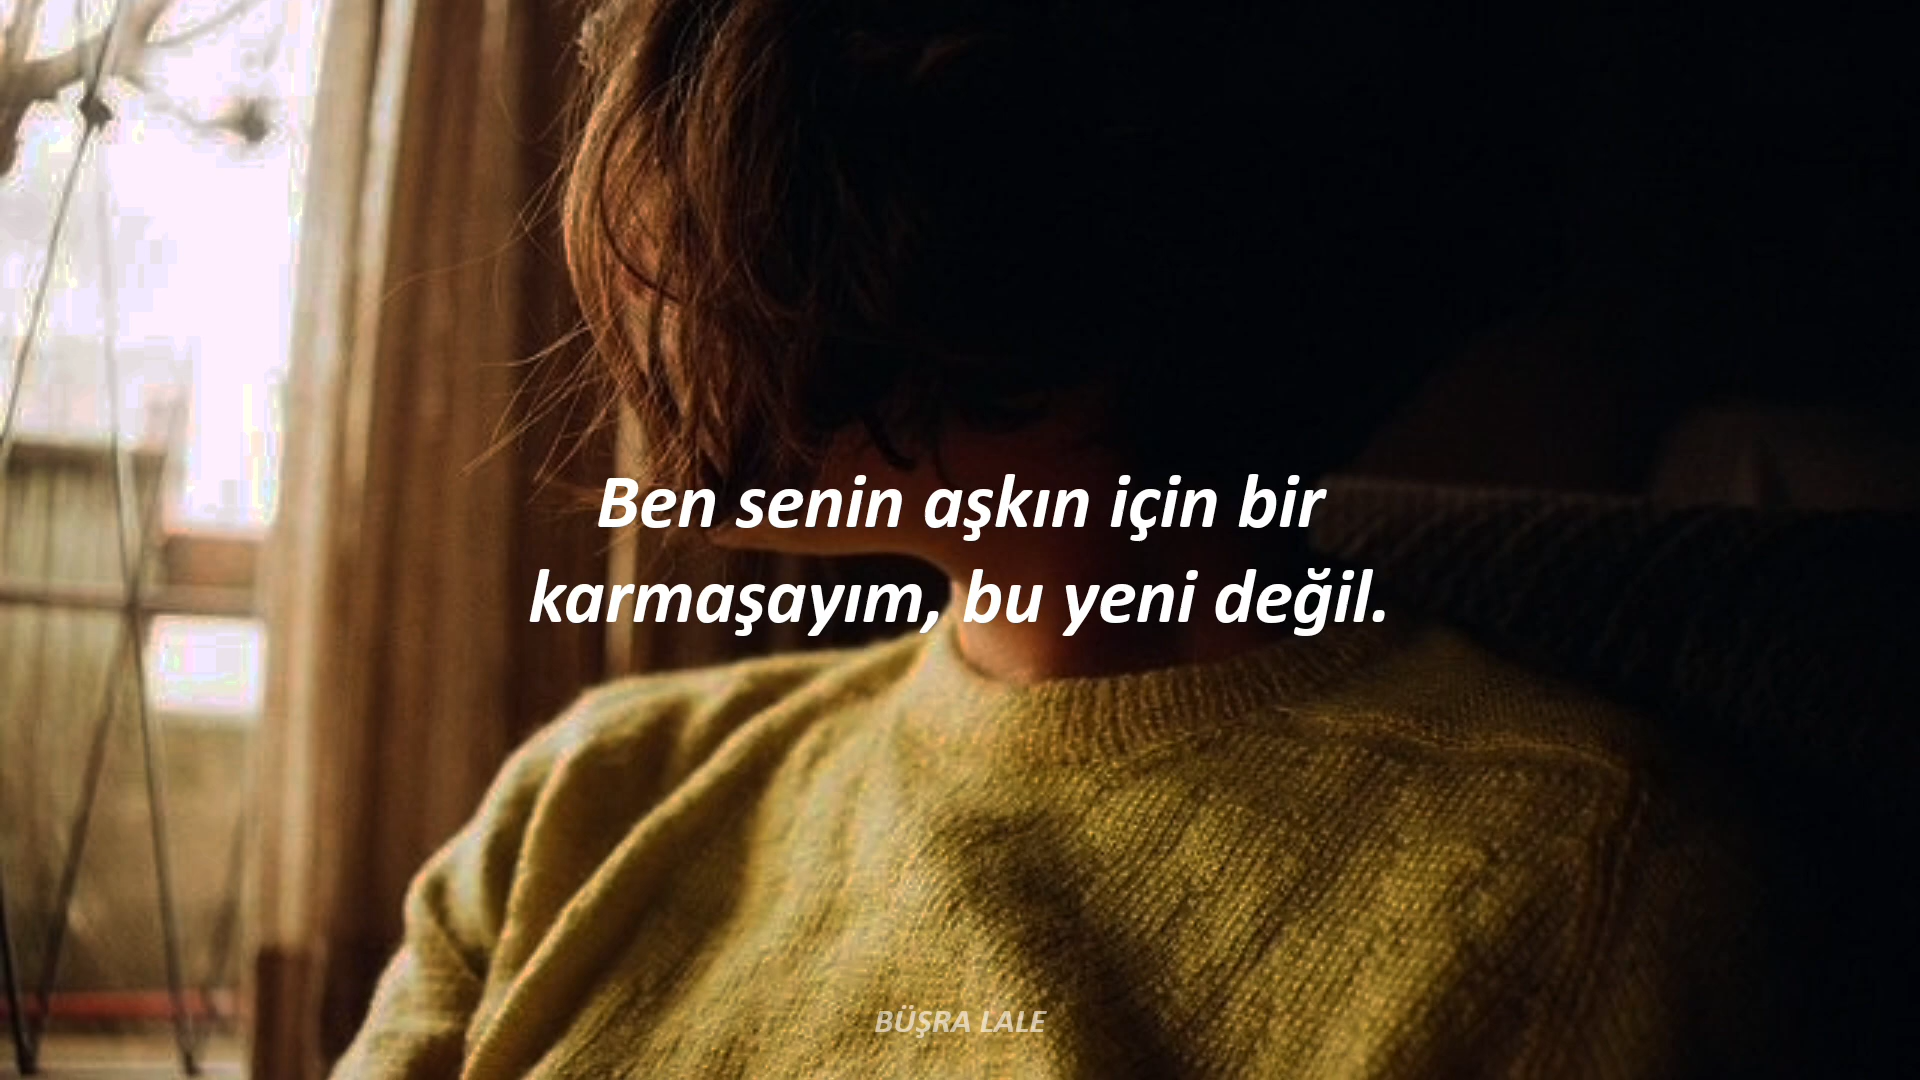 Ben senin aşkın için bir
karmaşayım, bu yeni değil.
BÜŞRA LALE